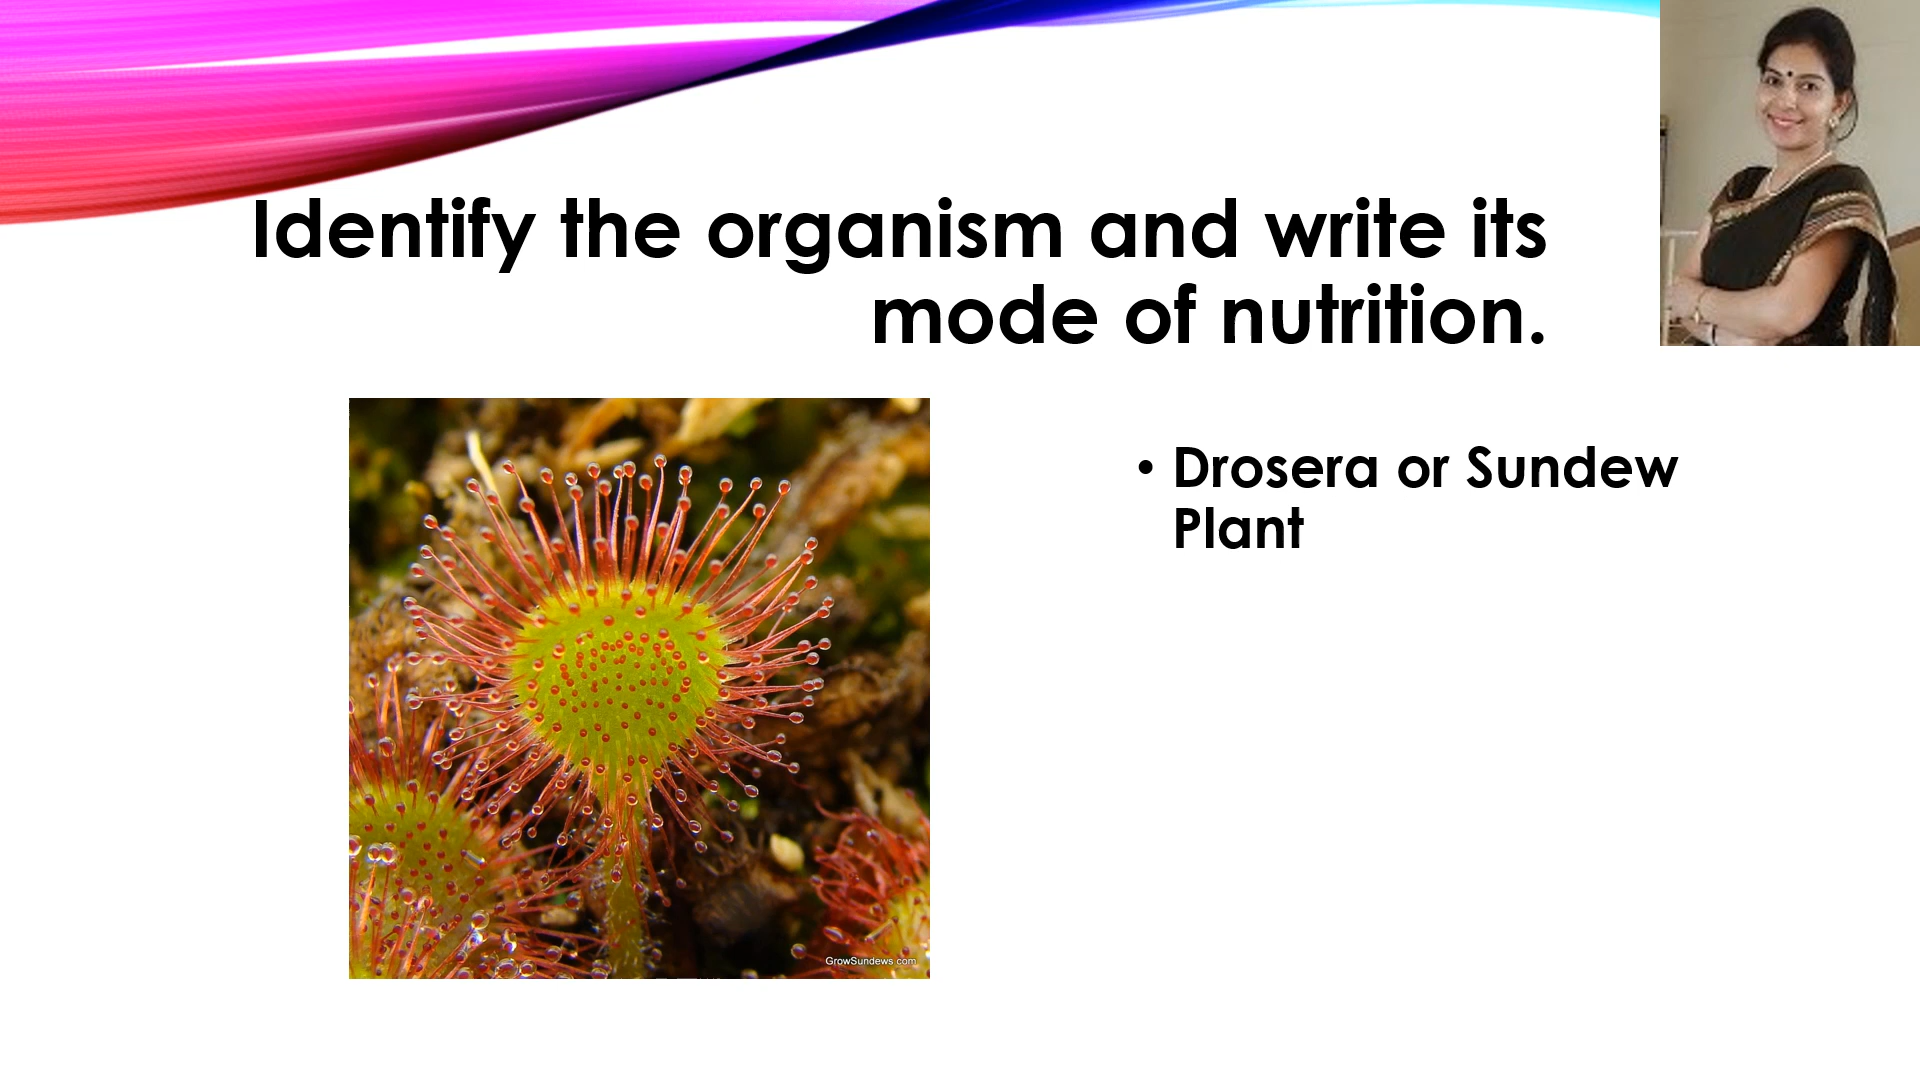 Identify the organism and write its
mode of nutrition.
• Drosera or Sundew
Plant
GrowSundews.com